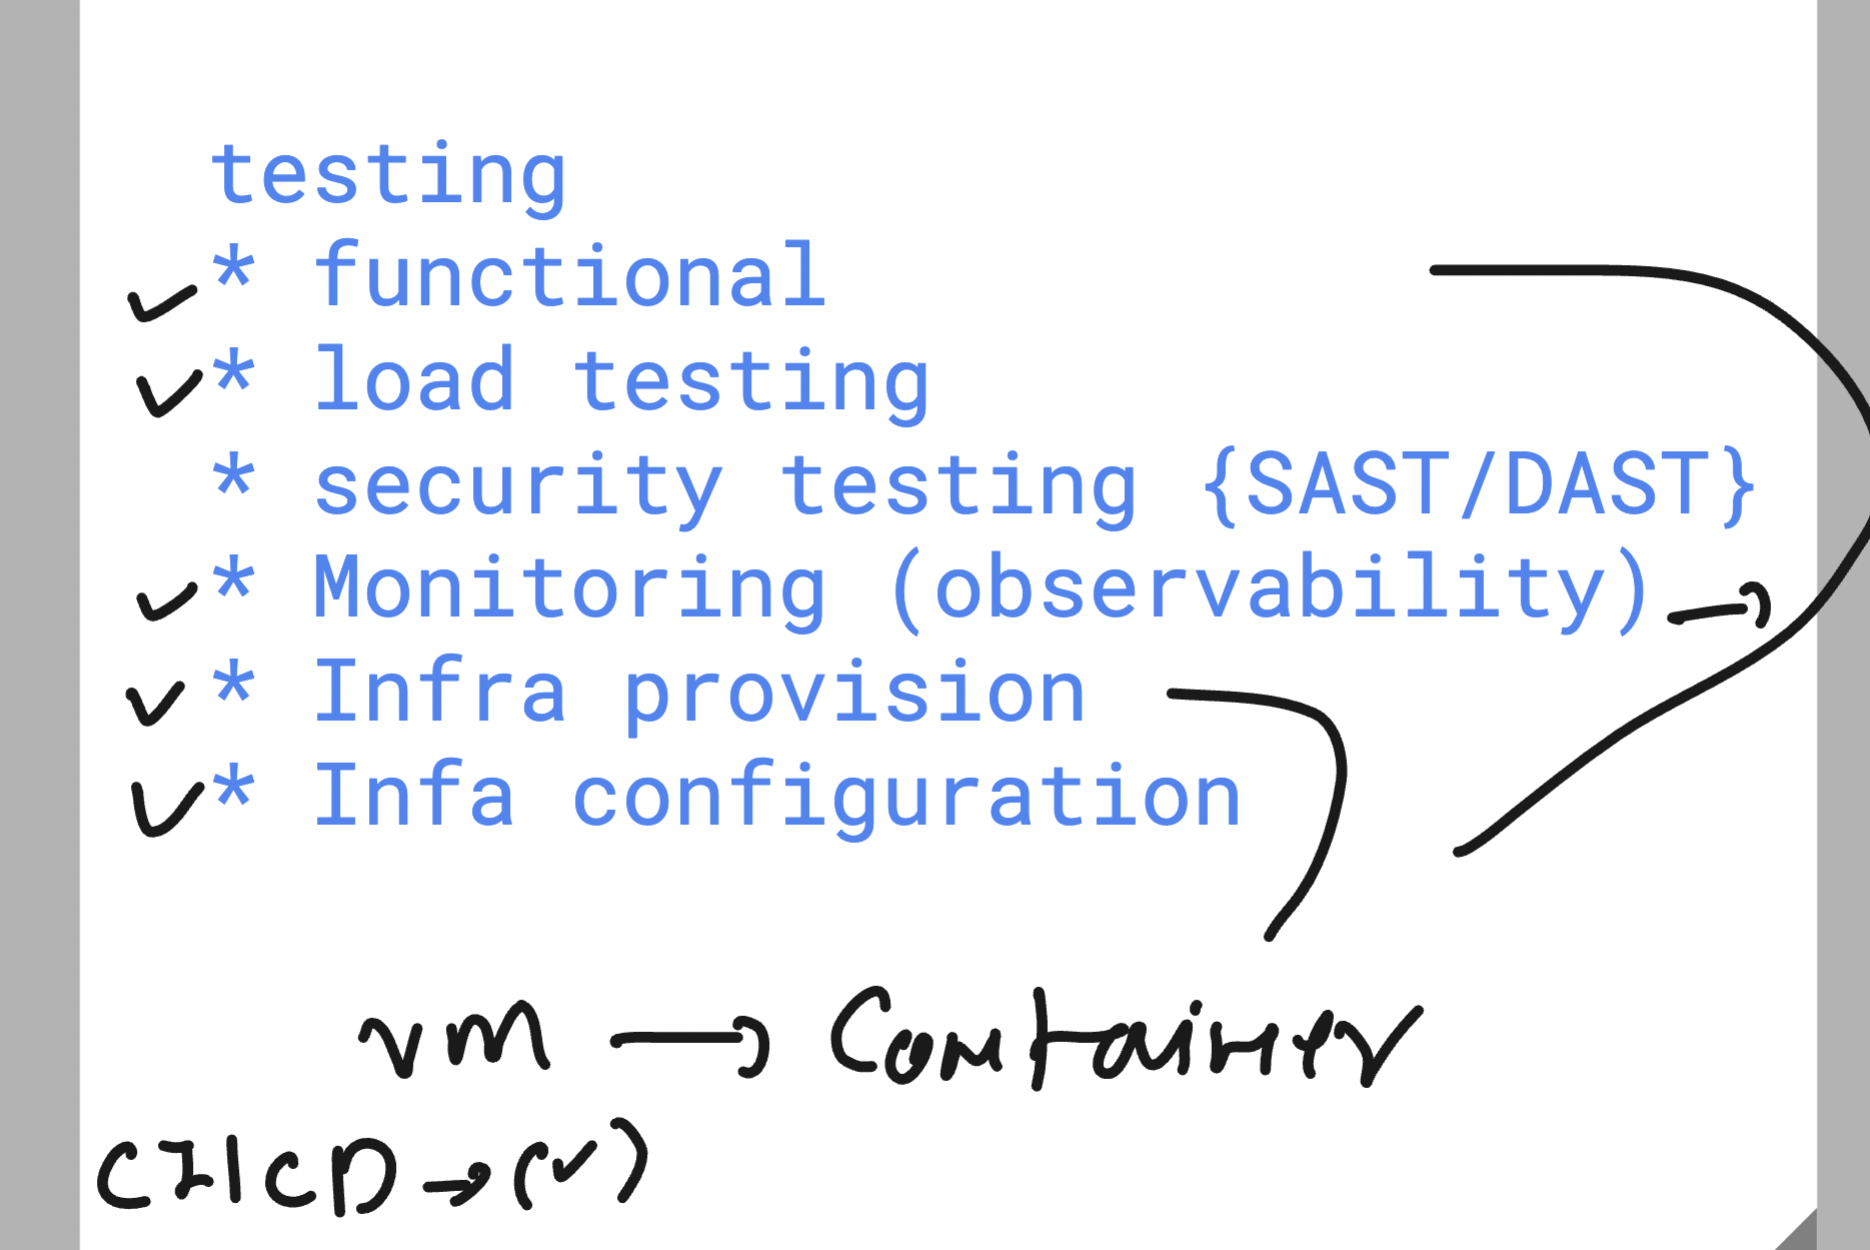 testing
✓ * functional
✓ * load testing
* security testing {SAST/DAST}
✓ * Monitoring (observability) →
✓ * Infra provision
✓ * Infa configuration
vm → Container
CI/CD → (✓)